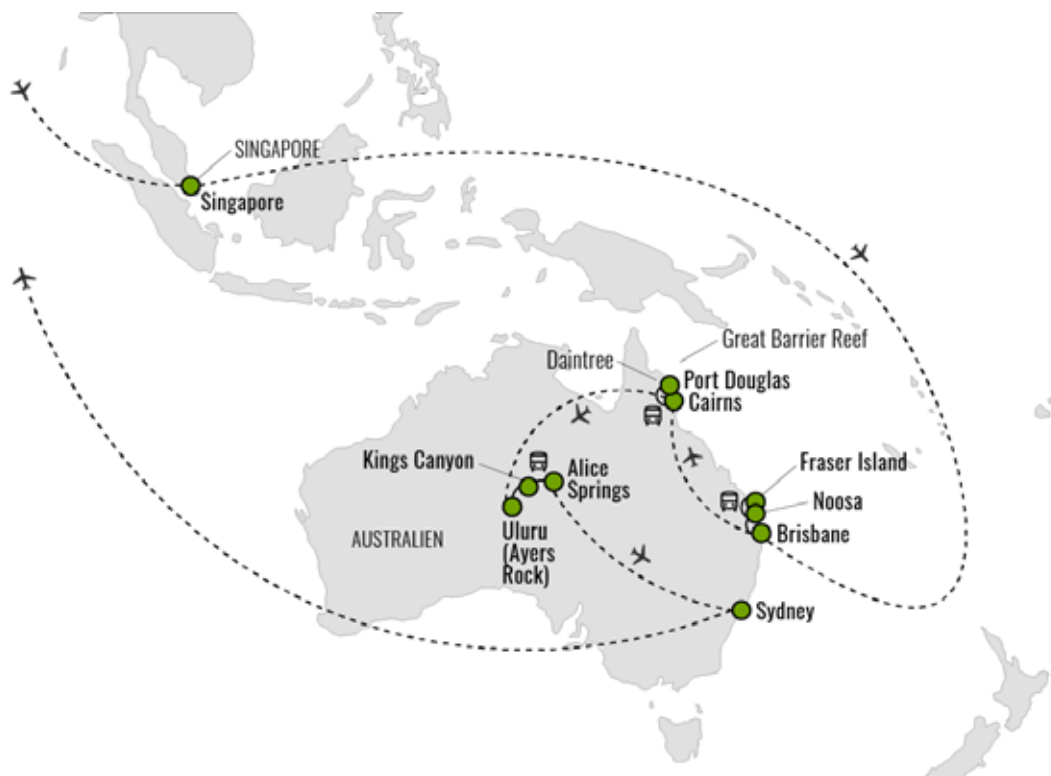 SINGAPORE
Singapore
Great Barrier Reef
Daintree
Port Douglas
Cairns
Kings Canyon
Alice
Springs
Fraser Island
Noosa
Uluru
(Ayers
Rock)
AUSTRALIEN
Brisbane
Sydney